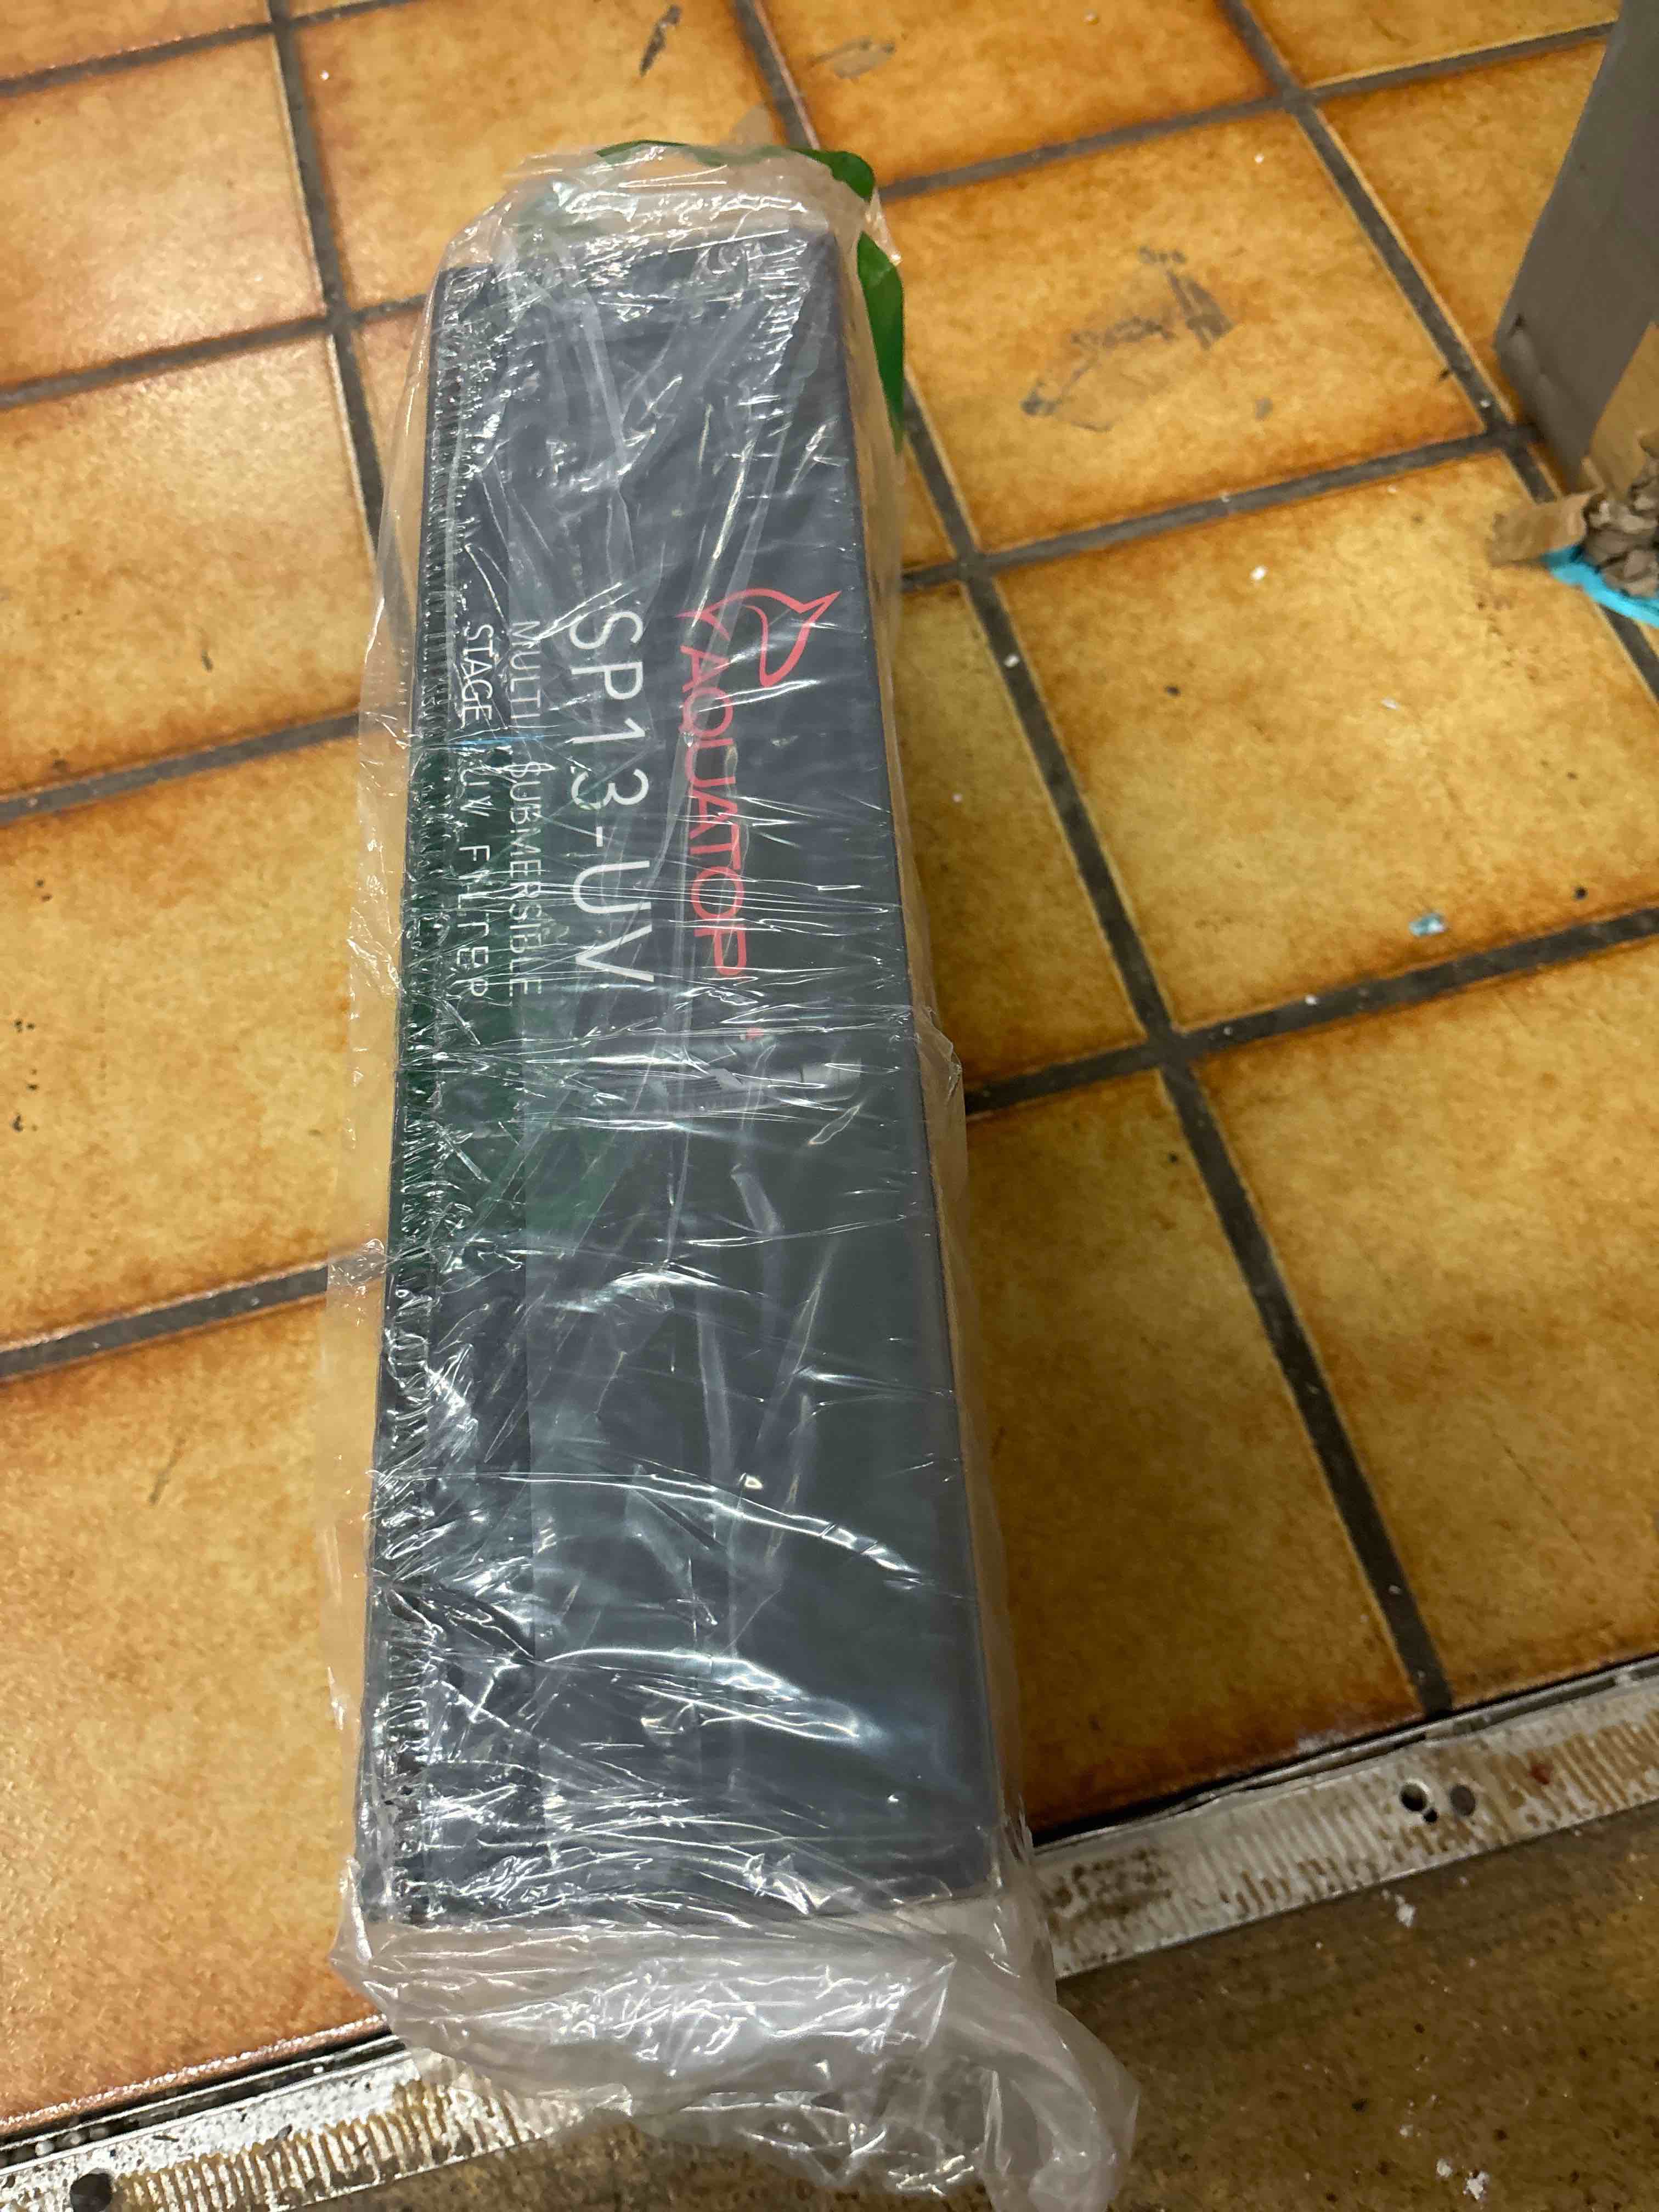 AQUATOP
SP13-UV
MULTI SUBMERSIBLE
STAGE UV FILTER